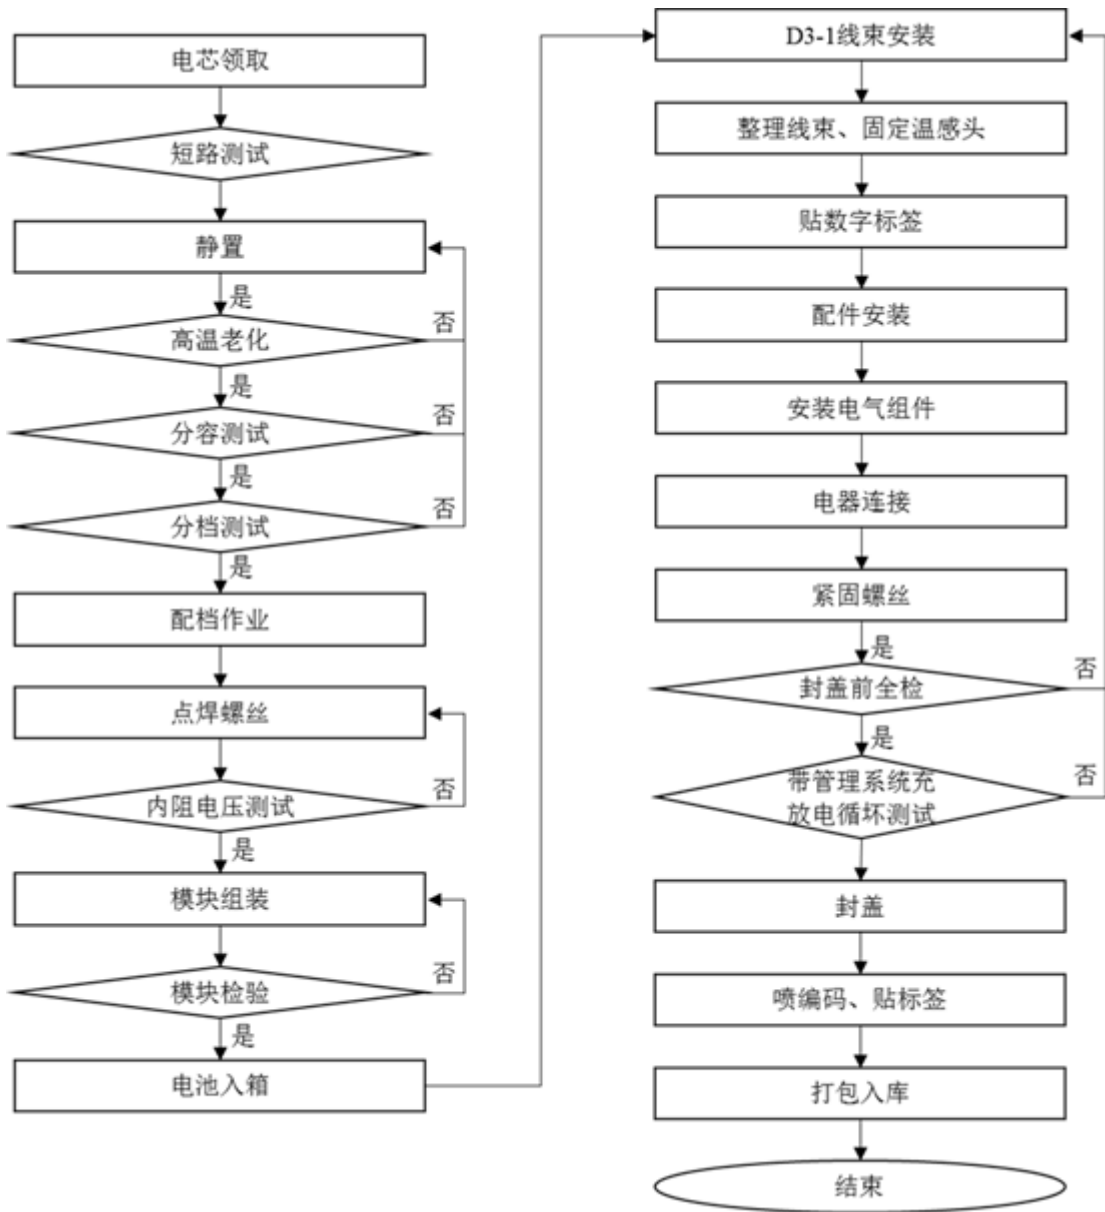 电芯领取
短路测试
静置
是
高温老化
否
是
分容测试
否
是
分档测试
否
是
配档作业
点焊螺丝
内阻电压测试
否
是
模块组装
模块检验
否
是
电池入箱
D3-1线束安装
整理线束、固定温感头
贴数字标签
配件安装
安装电气组件
电器连接
紧固螺丝
是
封盖前全检
否
是
带管理系统充
放电循坏测试
否
封盖
喷编码、贴标签
打包入库
结束